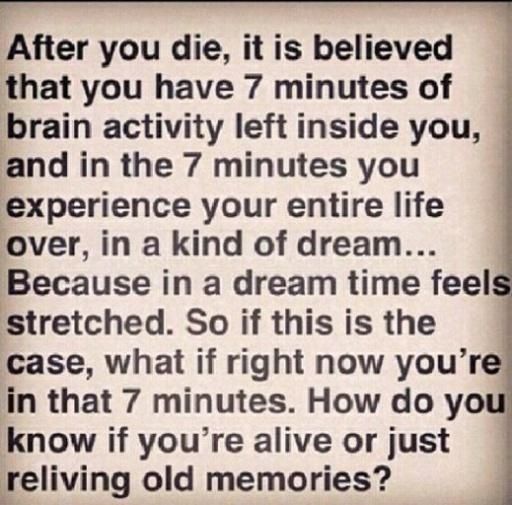 After you die, it is believed
that you have 7 minutes of
brain activity left inside you,
and in the 7 minutes you
experience your entire life
over, in a kind of dream...
Because in a dream time feels
stretched. So if this is the
case, what if right now you're
in that 7 minutes. How do you
know if you're alive or just
reliving old memories?